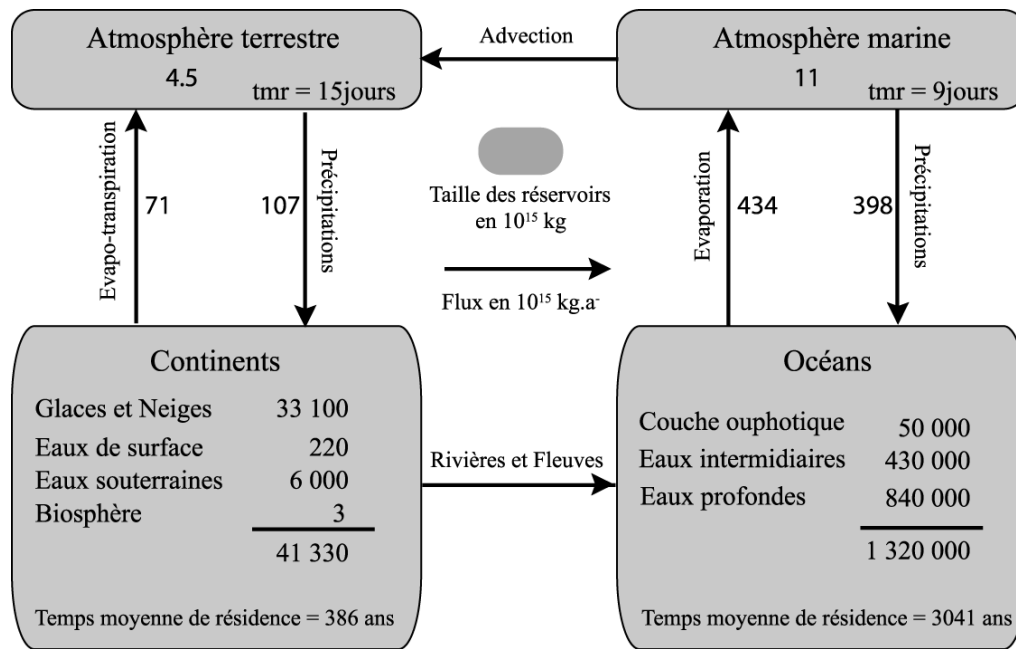 Atmosphère terrestre
4.5
tmr = 15jours
Advection
Atmosphère marine
11
tmr = 9jours
Evapo-transpiration
71
107
Précipitations
Taille des réservoirs
en 10¹⁵ kg
Flux en 10¹⁵ kg.a⁻
Evaporation
434
398
Précipitations
Continents
Glaces et Neiges 33 100
Eaux de surface 220
Eaux souterraines 6 000
Biosphère 3
41 330
Temps moyenne de résidence = 386 ans
Rivières et Fleuves
Océans
Couche ouphotique 50 000
Eaux intermidiaires 430 000
Eaux profondes 840 000
1 320 000
Temps moyenne de résidence = 3041 ans